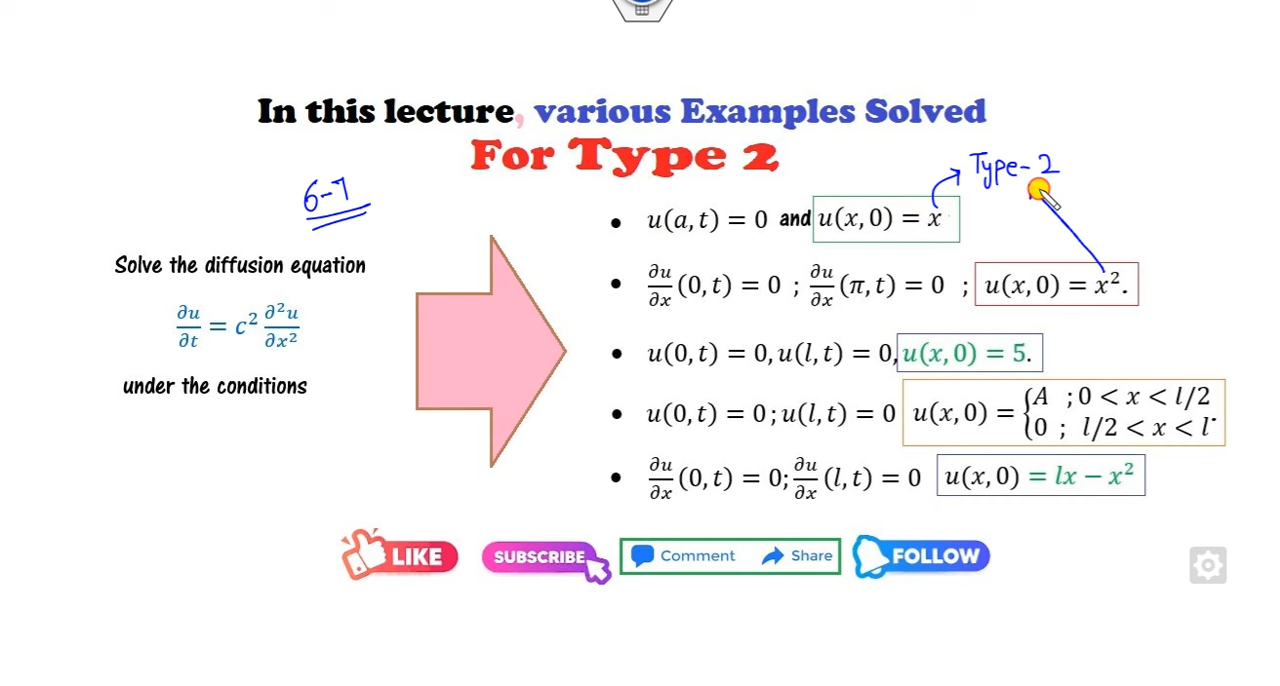 In this lecture, various Examples Solved
For Type 2
Type-2
6-7
Solve the diffusion equation
∂u/∂t = c² ∂²u/∂x²
under the conditions
• u(a, t) = 0 and u(x, 0) = x
• ∂u/∂x (0, t) = 0 ; ∂u/∂x (π, t) = 0 ; u(x, 0) = x².
• u(0, t) = 0, u(l, t) = 0, u(x, 0) = 5.
• u(0, t) = 0 ; u(l, t) = 0 u(x, 0) = {A ; 0 < x < l/2
0 ; l/2 < x < l.
• ∂u/∂x (0, t) = 0; ∂u/∂x (l, t) = 0 u(x, 0) = lx − x²
LIKE SUBSCRIBE Comment Share FOLLOW